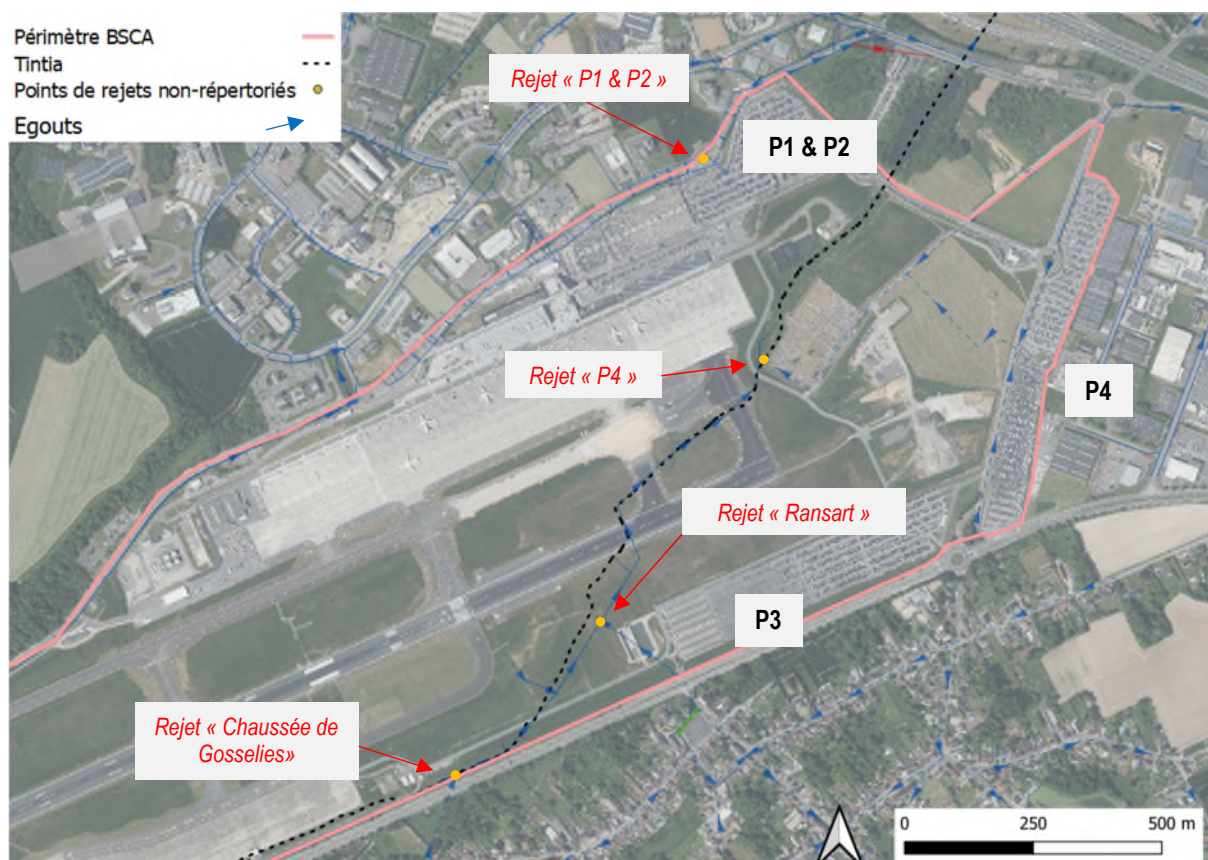 Périmètre BSCA
Tintia
Points de rejets non-répertoriés
Egouts
Rejet « P1 & P2 »
P1 & P2
Rejet « P4 »
P4
Rejet « Ransart »
P3
Rejet « Chaussée de
Gosselies»
0 250 500 m